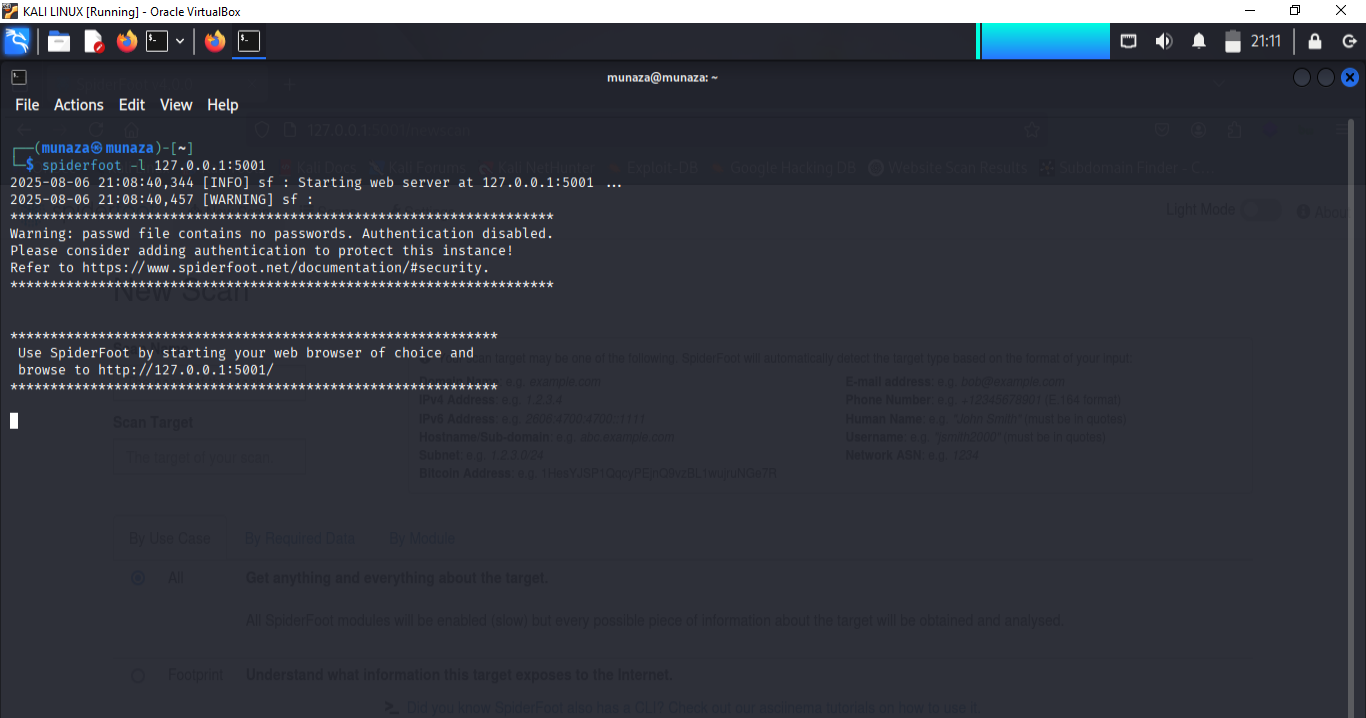 KALI LINUX [Running] - Oracle VirtualBox
21:11
munaza@munaza: ~
File Actions Edit View Help
127.0.0.1
┌──(munaza㉿munaza)-[~]
└─$ spiderfoot -l 127.0.0.1:5001
Kali Docs Kali Forums Kali NetHunter Exploit-DB Google Hacking DB Website Scan Results Subdomain Finder
2025-08-06 21:08:40,344 [INFO] sf : Starting web server at 127.0.0.1:5001 ...
2025-08-06 21:08:40,457 [WARNING] sf :
********************************************************************
Light Mode About
Warning: passwd file contains no passwords. Authentication disabled.
Please consider adding authentication to protect this instance!
Refer to https://www.spiderfoot.net/documentation/#security.
********************************************************************
New Scan
*************************************************************
Use SpiderFoot by starting your web browser of choice and
browse to http://127.0.0.1:5001/
*************************************************************
scan target may be one of the following. SpiderFoot will automatically detect the target type based on the format of your input:
Domain Name: e.g. example.com
IPv4 Address: e.g. 1.2.3.4
IPv6 Address: e.g. 2606:4700:4700::1111
Hostname/Sub-domain: e.g. abc.example.com
Subnet: e.g. 1.2.3.0/24
Bitcoin Address: e.g.
E-mail address: e.g. bob@example.com
Phone Number: e.g. +12345678901 (E.164 format)
Human Name: e.g. "John Smith" (must be in quotes)
Username: e.g. "jsmith2000" (must be in quotes)
Network ASN: e.g. 1234
Scan Target
The target of your scan.
By Use Case By Required Data By Module
All Get anything and everything about the target.
All SpiderFoot modules will be enabled (slow) but every possible piece of information about the target will be obtained and analysed.
Footprint Understand what information this target exposes to the Internet.
Did you know SpiderFoot also has a CLI? Check out our asciinema tutorials on how to use it.